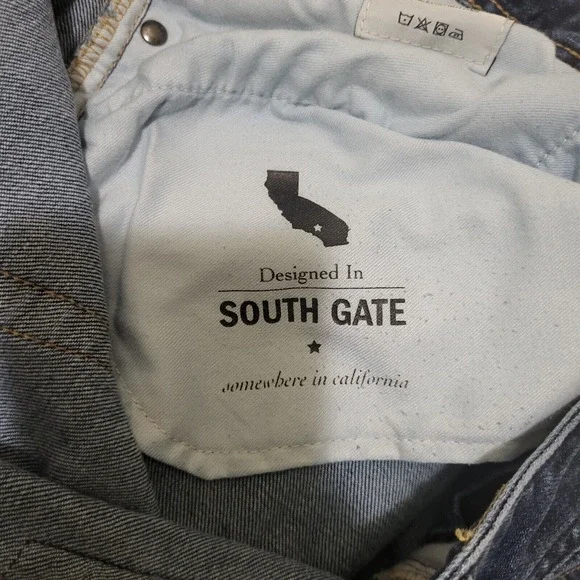 Designed In
SOUTH GATE
somewhere in california